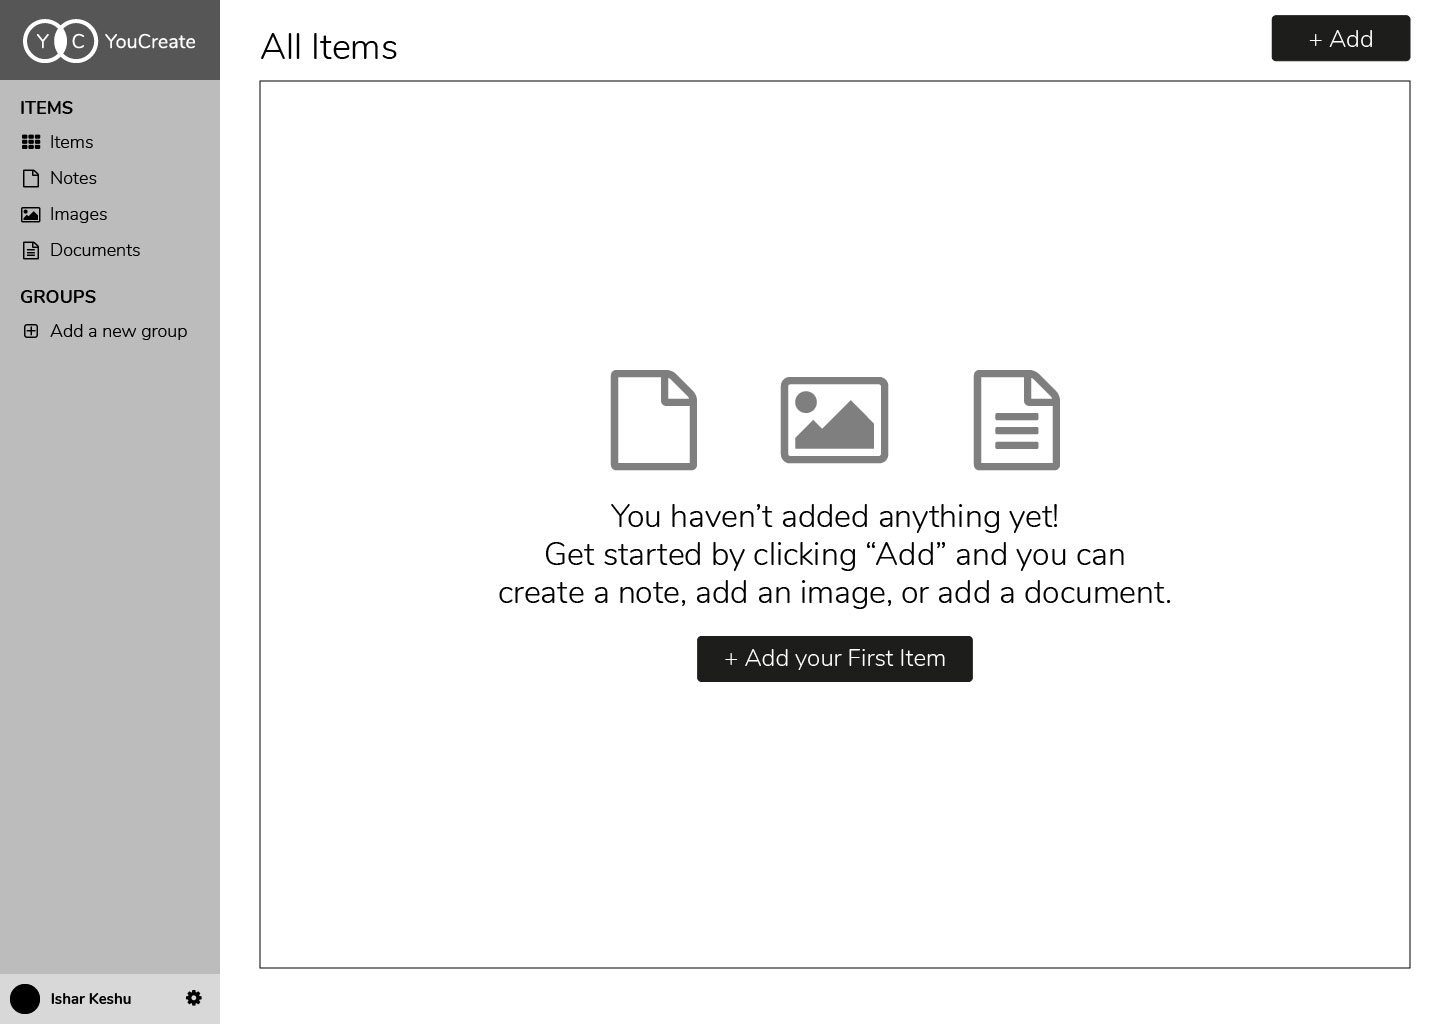 Y C YouCreate
ITEMS
Items
Notes
Images
Documents
GROUPS
Add a new group
Ishar Keshu
All Items
+ Add
You haven’t added anything yet!
Get started by clicking “Add” and you can
create a note, add an image, or add a document.
+ Add your First Item